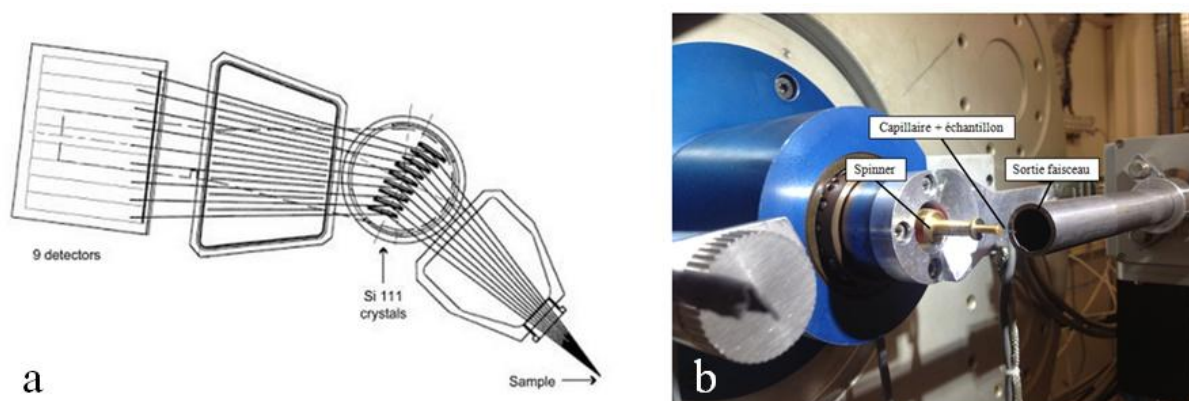 9 detectors
Si 111
crystals
Sample
a
Capillaire + échantillon
Spinner
Sortie faisceau
b